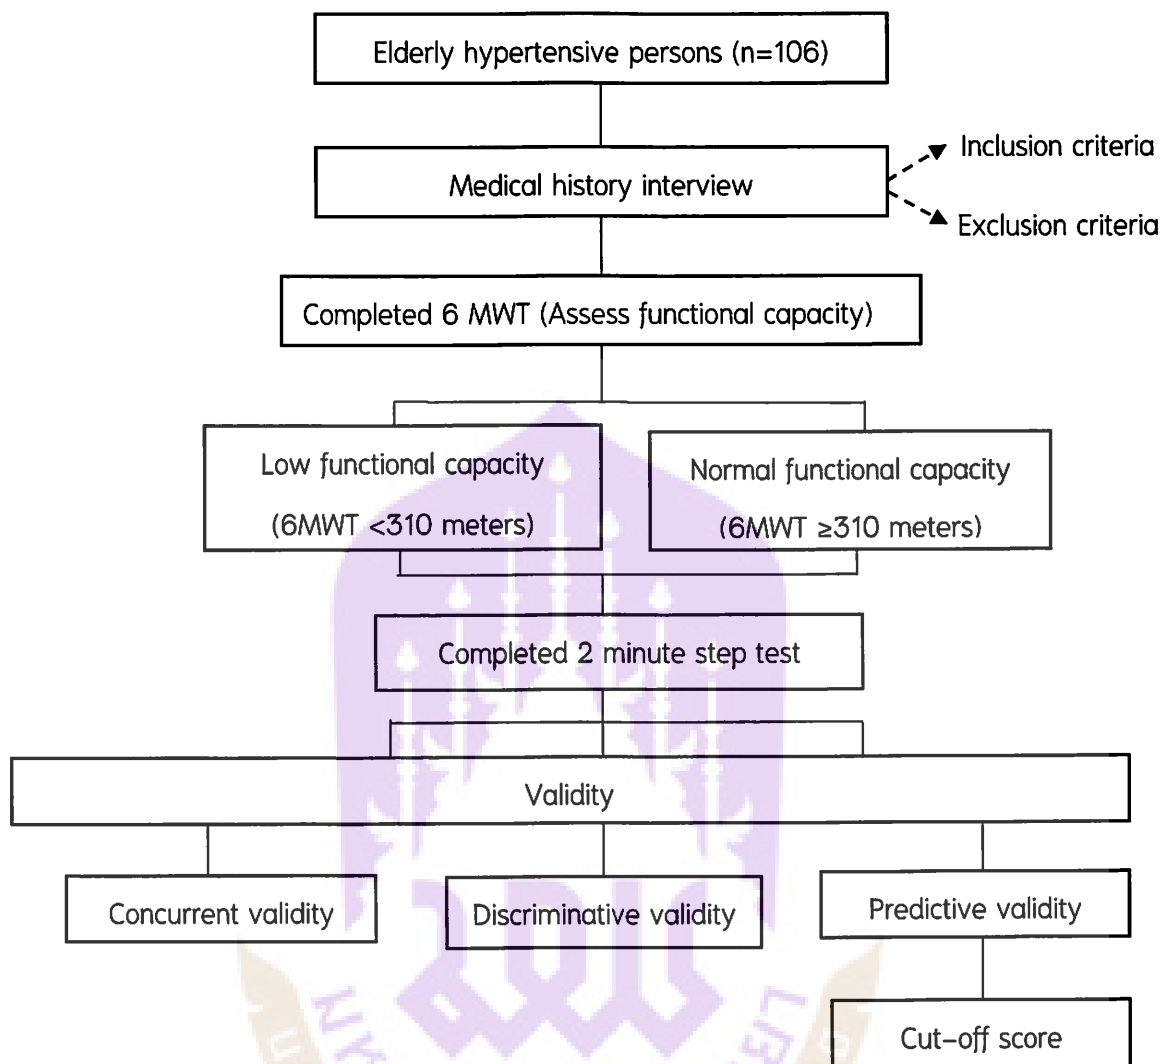 Elderly hypertensive persons (n=106)
Medical history interview
Inclusion criteria
Exclusion criteria
Completed 6 MWT (Assess functional capacity)
Low functional capacity
(6MWT <310 meters)
Normal functional capacity
(6MWT ≥310 meters)
Completed 2 minute step test
Validity
Concurrent validity
Discriminative validity
Predictive validity
Cut-off score